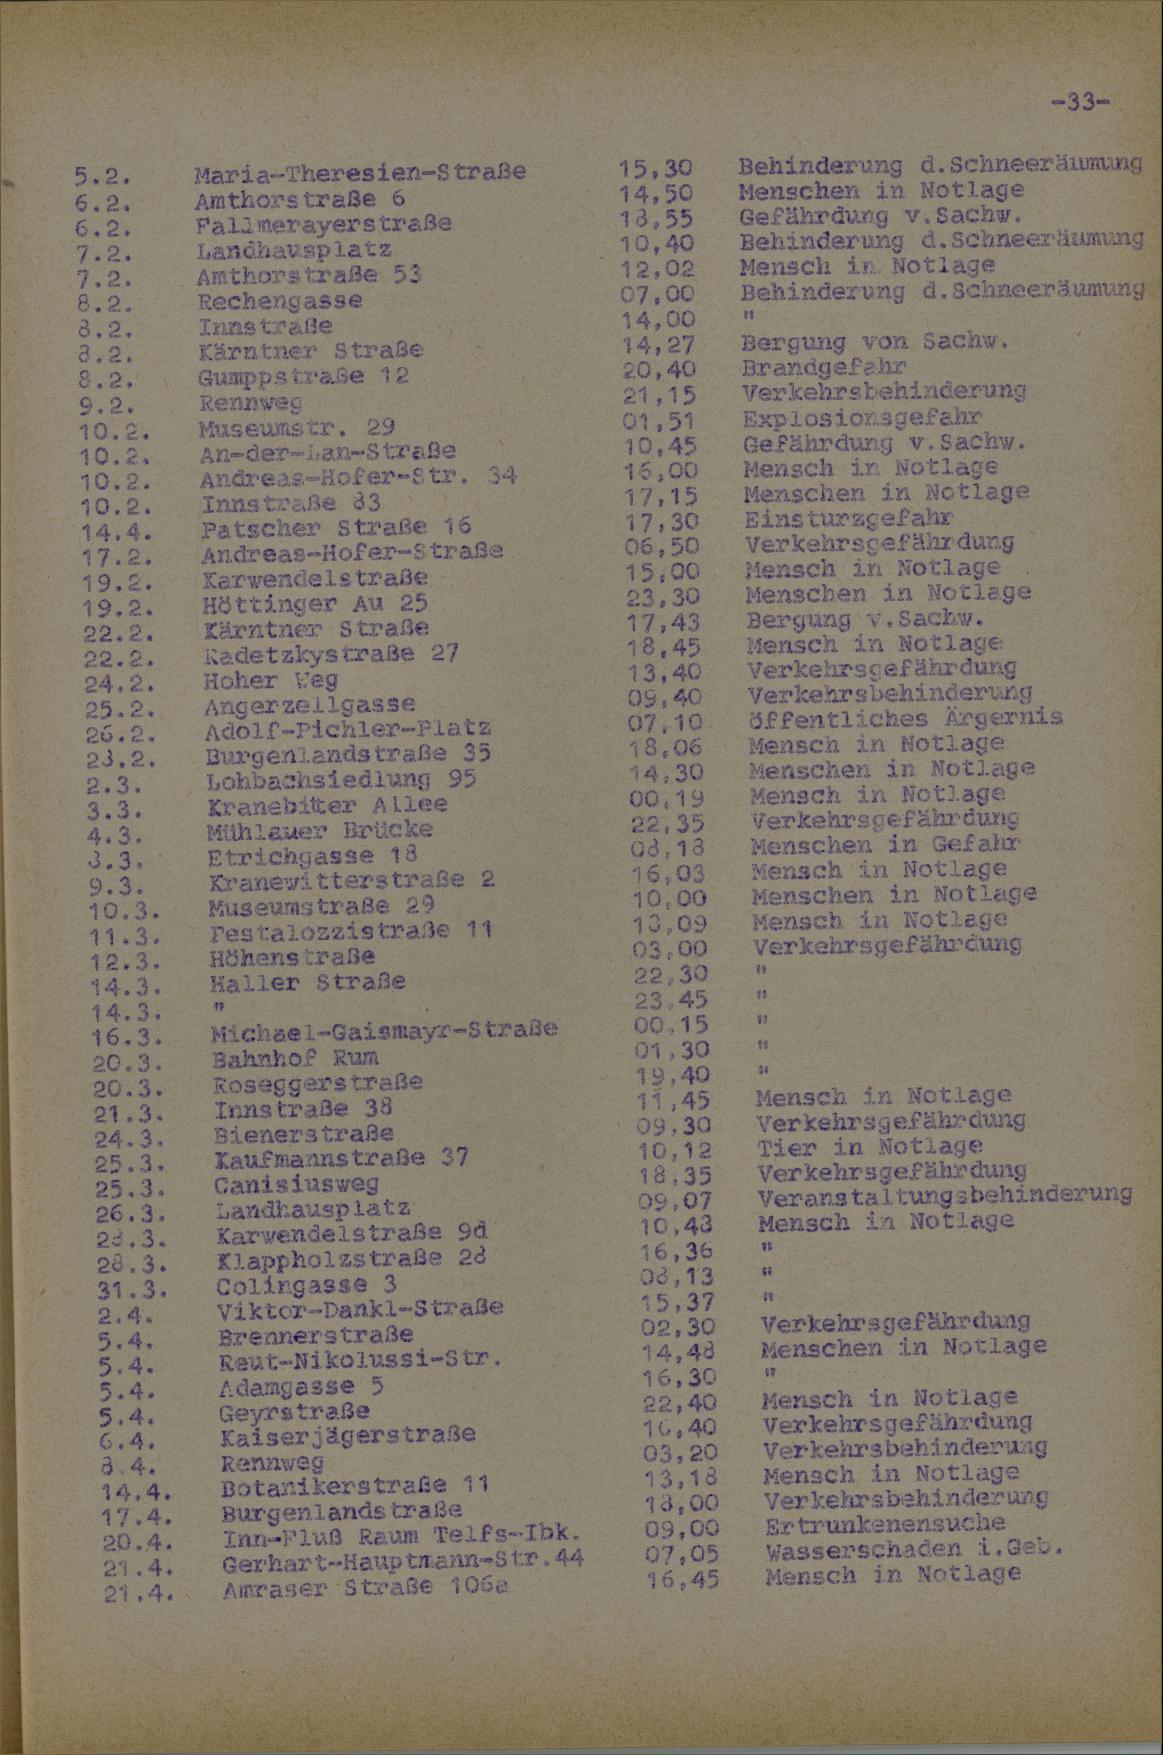 -33-
5.2. Maria-Theresien-Straße 15,30 Behinderung d.Schneeräumung
6.2. Amthorstraße 6 14,50 Menschen in Notlage
6.2. Fallmerayerstraße 18,55 Gefährdung v.Sachw.
7.2. Landhausplatz 10,40 Behinderung d.Schneeräumung
7.2. Amthorstraße 53 12,02 Mensch in Notlage
8.2. Rechengasse 07,00 Behinderung d.Schneeräumung
8.2. Innstraße 14,00 "
8.2. Kärntner Straße 14,27 Bergung von Sachw.
8.2. Gumppstraße 12 20,40 Brandgefahr
9.2. Rennweg 21,15 Verkehrsbehinderung
10.2. Museumstr. 29 01,51 Explosionsgefahr
10.2. An-der-Lan-Straße 10,45 Gefährdung v.Sachw.
10.2. Andreas-Hofer-Str. 34 16,00 Mensch in Notlage
10.2. Innstraße 83 17,15 Menschen in Notlage
14.4. Patscher Straße 16 17,30 Einsturzgefahr
17.2. Andreas-Hofer-Straße 06,50 Verkehrsgefährdung
19.2. Karwendelstraße 15,00 Mensch in Notlage
19.2. Höttinger Au 25 23,30 Menschen in Notlage
22.2. Kärntner Straße 17,43 Bergung v.Sachw.
22.2. Radetzkystraße 27 18,45 Mensch in Notlage
24.2. Hoher Weg 13,40 Verkehrsgefährdung
25.2. Angerzellgasse 09,40 Verkehrsbehinderung
26.2. Adolf-Pichler-Platz 07,10 öffentliches Ärgernis
28.2. Burgenlandstraße 35 18,06 Mensch in Notlage
2.3. Lohbachsiedlung 95 14,30 Menschen in Notlage
3.3. Kranebitter Allee 00,19 Mensch in Notlage
4.3. Mühlauer Brücke 22,35 Verkehrsgefährdung
8.3. Etrichgasse 18 08,18 Menschen in Gefahr
9.3. Kranewitterstraße 2 16,03 Mensch in Notlage
10.3. Museumstraße 29 10,00 Menschen in Notlage
11.3. Pestalozzistraße 11 18,09 Mensch in Notlage
12.3. Höhenstraße 03,00 Verkehrsgefährdung
14.3. Haller Straße 22,30 "
14.3. " 23,45 "
16.3. Michael-Gaismayr-Straße 00,15 "
20.3. Bahnhof Rum 01,30 "
20.3. Roseggerstraße 19,40 "
21.3. Innstraße 38 11,45 Mensch in Notlage
24.3. Bienerstraße 09,30 Verkehrsgefährdung
25.3. Kaufmannstraße 37 10,12 Tier in Notlage
25.3. Canisiusweg 18,35 Verkehrsgefährdung
26.3. Landhausplatz 09,07 Veranstaltungsbehinderung
28.3. Karwendelstraße 9d 10,48 Mensch in Notlage
28.3. Klappholzstraße 28 16,36 "
31.3. Colingasse 3 08,13 "
2.4. Viktor-Dankl-Straße 15,37 "
5.4. Brennerstraße 02,30 Verkehrsgefährdung
5.4. Reut-Nikolussi-Str. 14,48 Menschen in Notlage
5.4. Adamgasse 5 16,30 "
5.4. Geyrstraße 22,40 Mensch in Notlage
6.4. Kaiserjägerstraße 16,40 Verkehrsgefährdung
8.4. Rennweg 03,20 Verkehrsbehinderung
14.4. Botanikerstraße 11 13,18 Mensch in Notlage
17.4. Burgenlandstraße 18,00 Verkehrsbehinderung
20.4. Inn-Fluß Raum Telfs-Ibk. 09,00 Ertrunkenensuche
21.4. Gerhart-Hauptmann-Str.44 07,05 Wasserschaden i.Geb.
21.4. Amraser Straße 106a 16,45 Mensch in Notlage